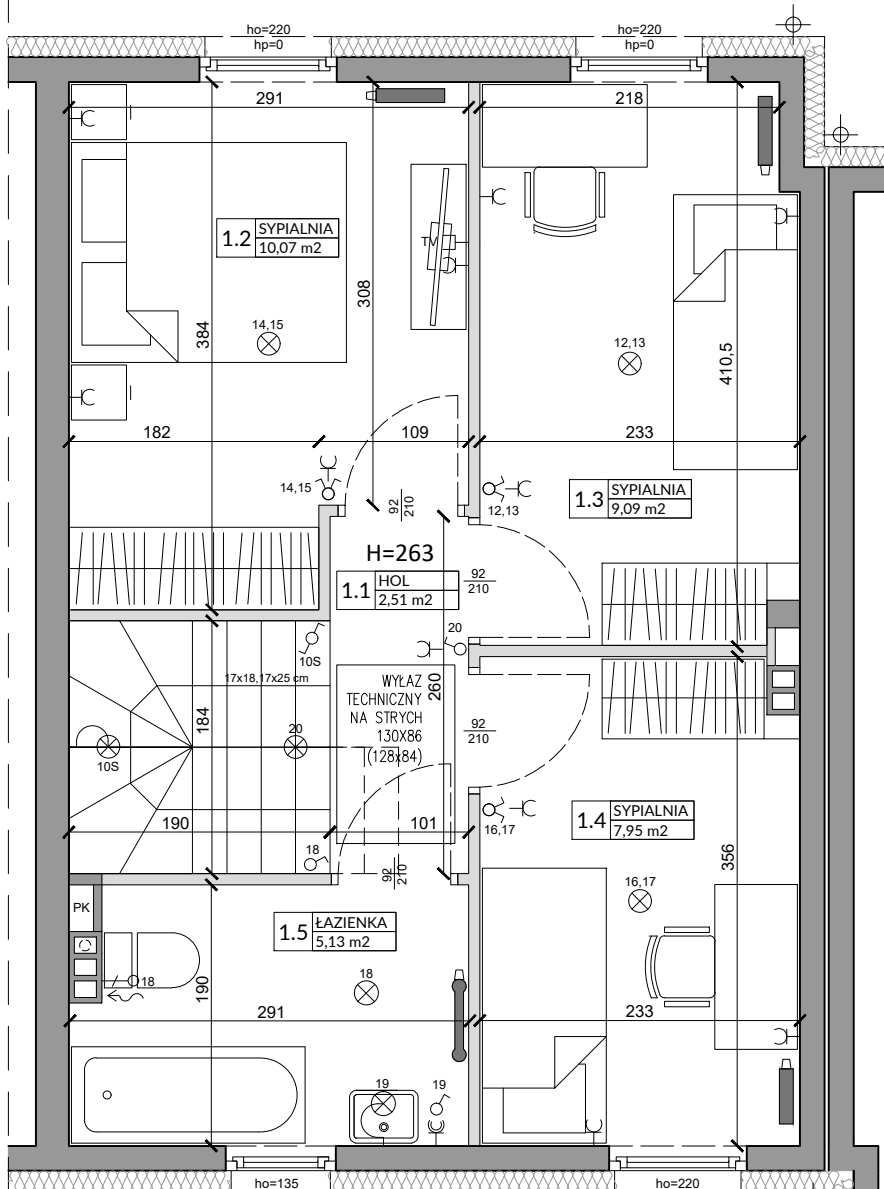 ho=220
hp=0
ho=220
hp=0
291
218
1.2
SYPIALNIA
10,07 m2
TV
14,15
384
308
12,13
410,5
182
109
233
14,15
92
210
12,13
1.3
SYPIALNIA
9,09 m2
H=263
1.1
HOL
2,51 m2
92
210
10S
20
17x18,17x25 cm
WYŁAZ
TECHNICZNY
NA STRYCH
130X86
(128x84)
260
184
10S
20
92
210
190
101
16,17
1.4
SYPIALNIA
7,95 m2
18
92
210
356
PK
1.5
ŁAZIENKA
5,13 m2
16,17
18
18
190
291
233
19
19
ho=135
ho=220